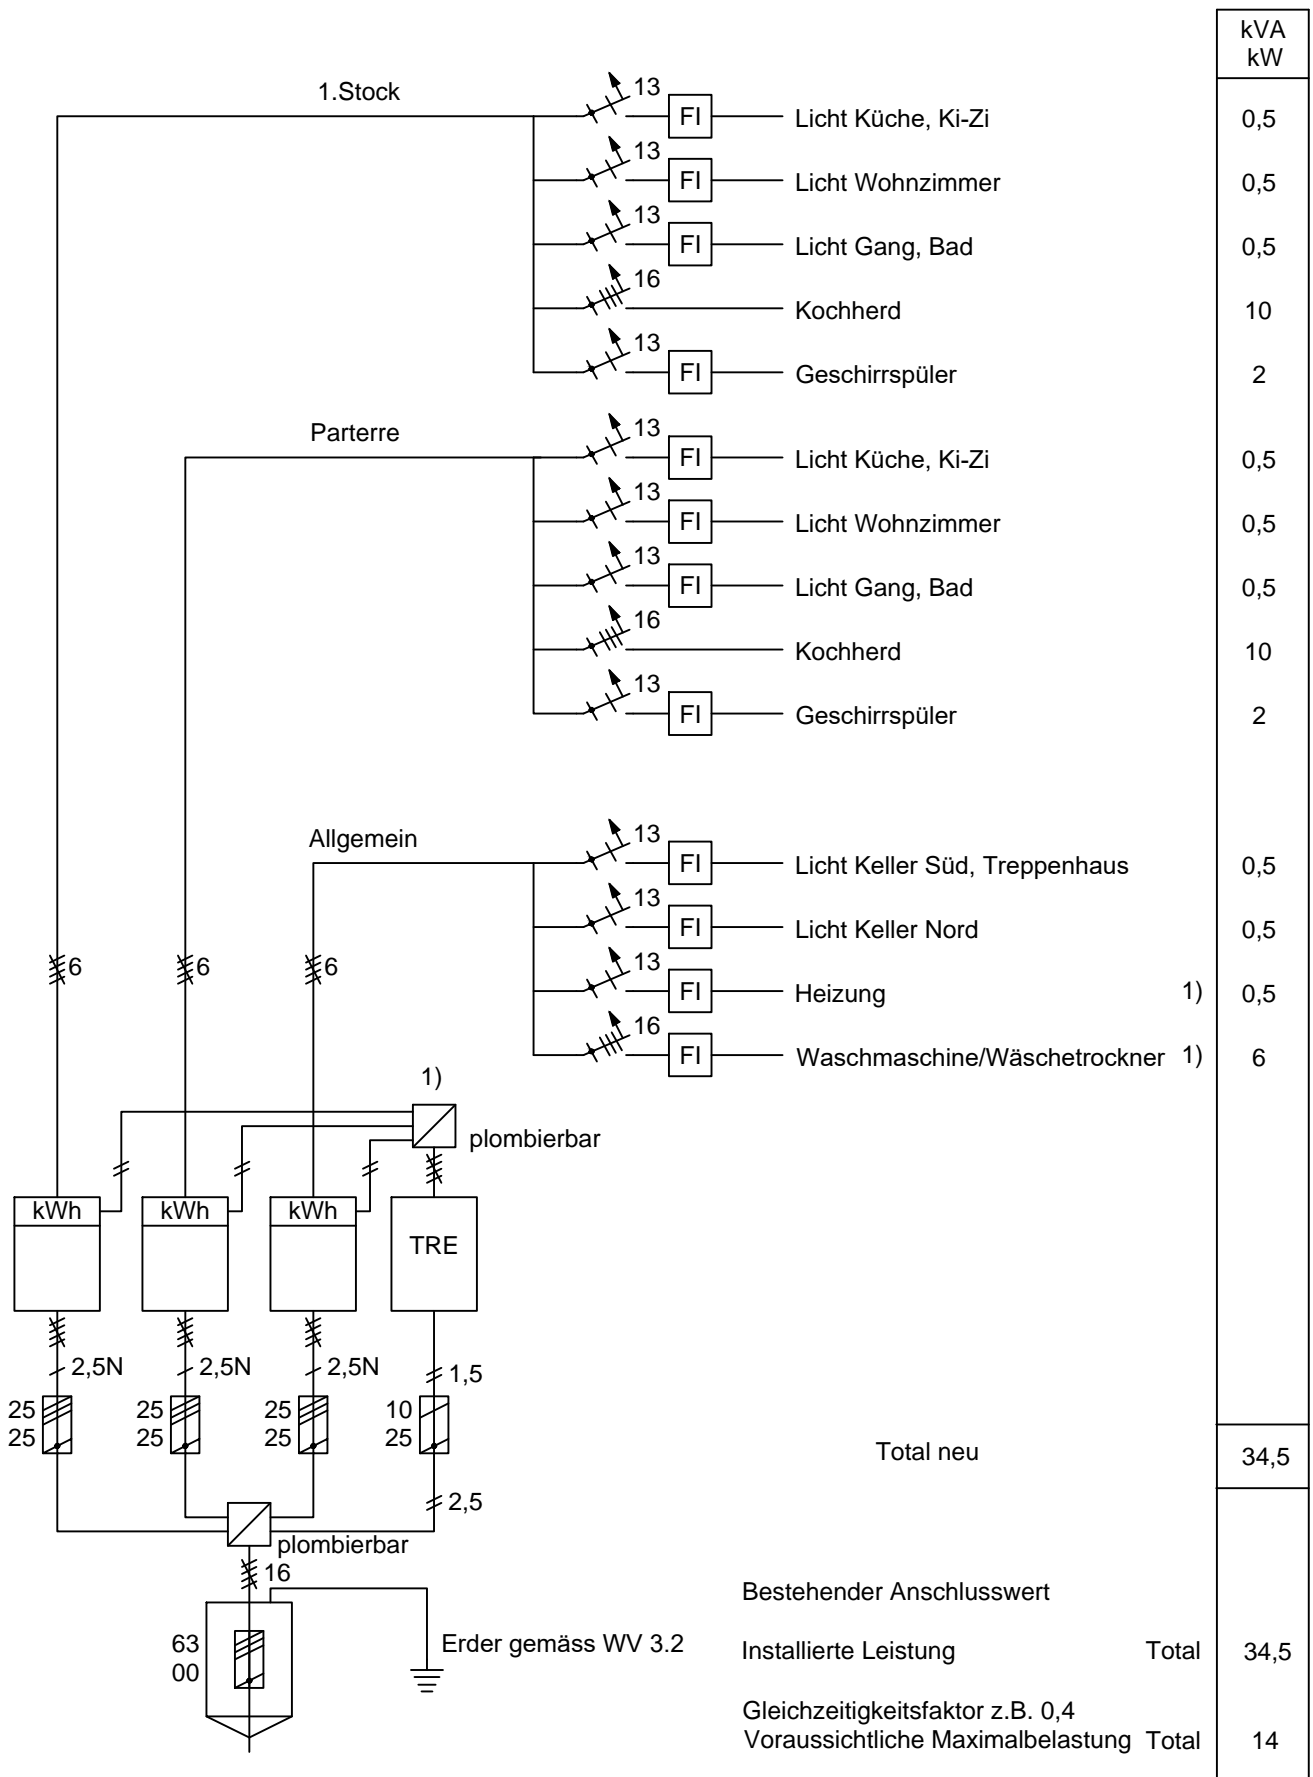 kVA
kW
1.Stock
13
FI
Licht Küche, Ki-Zi
0,5
13
FI
Licht Wohnzimmer
0,5
13
FI
Licht Gang, Bad
0,5
16
Kochherd
10
13
FI
Geschirrspüler
2
Parterre
13
FI
Licht Küche, Ki-Zi
0,5
13
FI
Licht Wohnzimmer
0,5
13
FI
Licht Gang, Bad
0,5
16
Kochherd
10
13
FI
Geschirrspüler
2
Allgemein
13
FI
Licht Keller Süd, Treppenhaus
0,5
13
FI
Licht Keller Nord
0,5
6
6
6
13
FI
Heizung
1)
0,5
16
FI
Waschmaschine/Wäschetrockner
1)
6
1)
plombierbar
kWh
kWh
kWh
TRE
2,5N
2,5N
2,5N
1,5
25
25
25
25
25
25
10
25
2,5
plombierbar
16
63
00
Erder gemäss WV 3.2
Total neu
34,5
Bestehender Anschlusswert
Installierte Leistung
Total
34,5
Gleichzeitigkeitsfaktor z.B. 0,4
Voraussichtliche Maximalbelastung
Total
14